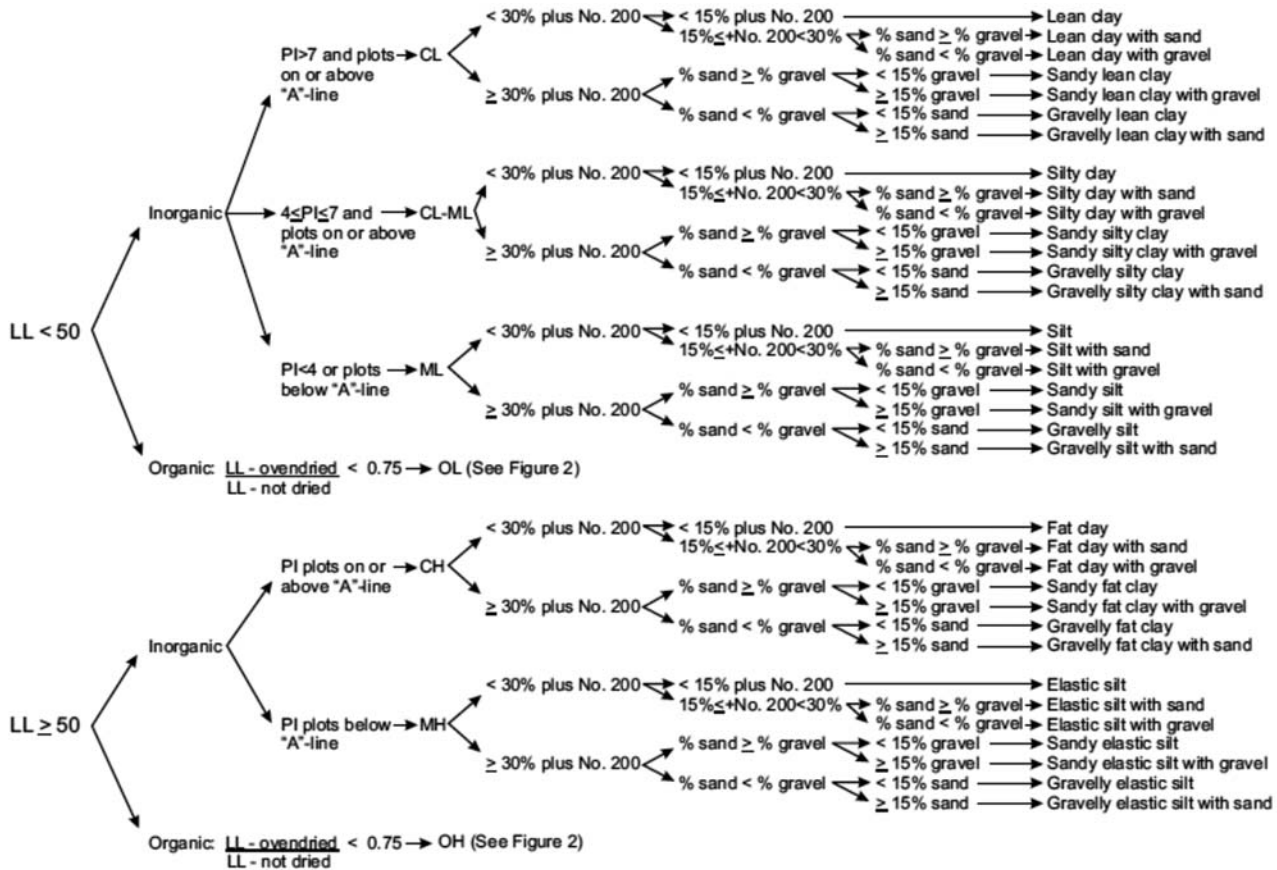 < 30% plus No. 200 < 15% plus No. 200 Lean clay
15%≤+No. 200<30% % sand ≥ % gravel Lean clay with sand
PI>7 and plots CL % sand < % gravel Lean clay with gravel
on or above
"A"-line
≥ 30% plus No. 200 % sand ≥ % gravel < 15% gravel Sandy lean clay
≥ 15% gravel Sandy lean clay with gravel
% sand < % gravel < 15% sand Gravelly lean clay
≥ 15% sand Gravelly lean clay with sand
< 30% plus No. 200 < 15% plus No. 200 Silty clay
15%≤+No. 200<30% % sand ≥ % gravel Silty clay with sand
Inorganic 4≤PI≤7 and CL-ML % sand < % gravel Silty clay with gravel
plots on or above
"A"-line
≥ 30% plus No. 200 % sand ≥ % gravel < 15% gravel Sandy silty clay
≥ 15% gravel Sandy silty clay with gravel
% sand < % gravel < 15% sand Gravelly silty clay
≥ 15% sand Gravelly silty clay with sand
LL < 50
< 30% plus No. 200 < 15% plus No. 200 Silt
15%≤+No. 200<30% % sand ≥ % gravel Silt with sand
PI<4 or plots ML % sand < % gravel Silt with gravel
below "A"-line
≥ 30% plus No. 200 % sand ≥ % gravel < 15% gravel Sandy silt
≥ 15% gravel Sandy silt with gravel
% sand < % gravel < 15% sand Gravelly silt
≥ 15% sand Gravelly silt with sand
Organic: LL - ovendried < 0.75 OL (See Figure 2)
LL - not dried
< 30% plus No. 200 < 15% plus No. 200 Fat clay
15%≤+No. 200<30% % sand ≥ % gravel Fat clay with sand
PI plots on or CH % sand < % gravel Fat clay with gravel
above "A"-line
≥ 30% plus No. 200 % sand ≥ % gravel < 15% gravel Sandy fat clay
≥ 15% gravel Sandy fat clay with gravel
% sand < % gravel < 15% sand Gravelly fat clay
≥ 15% sand Gravelly fat clay with sand
Inorganic
< 30% plus No. 200 < 15% plus No. 200 Elastic silt
15%≤+No. 200<30% % sand ≥ % gravel Elastic silt with sand
LL ≥ 50 PI plots below MH % sand < % gravel Elastic silt with gravel
"A"-line
≥ 30% plus No. 200 % sand ≥ % gravel < 15% gravel Sandy elastic silt
≥ 15% gravel Sandy elastic silt with gravel
% sand < % gravel < 15% sand Gravelly elastic silt
≥ 15% sand Gravelly elastic silt with sand
Organic: LL - ovendried < 0.75 OH (See Figure 2)
LL - not dried